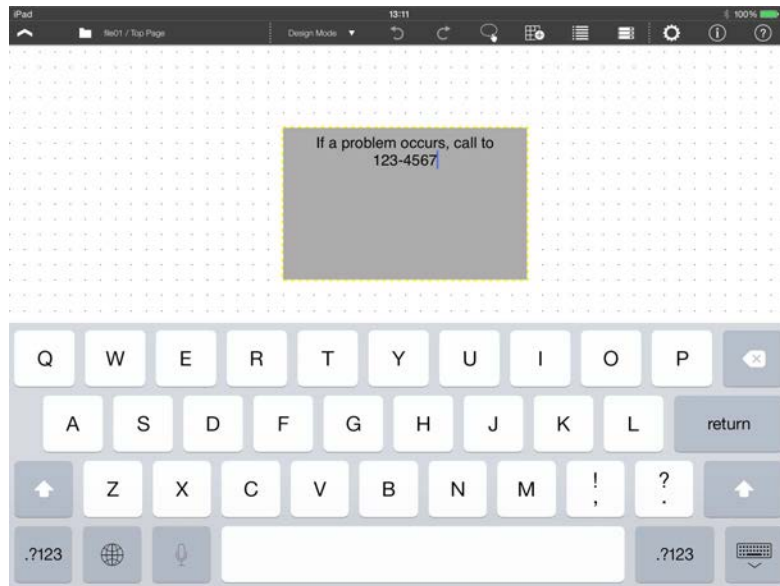 iPad 13:11 100%
file01 / Top Page Design Mode ▼ i ?
If a problem occurs, call to
123-4567
Q W E R T Y U I O P
A S D F G H J K L return
Z X C V B N M ! , ? .
.?123 .?123